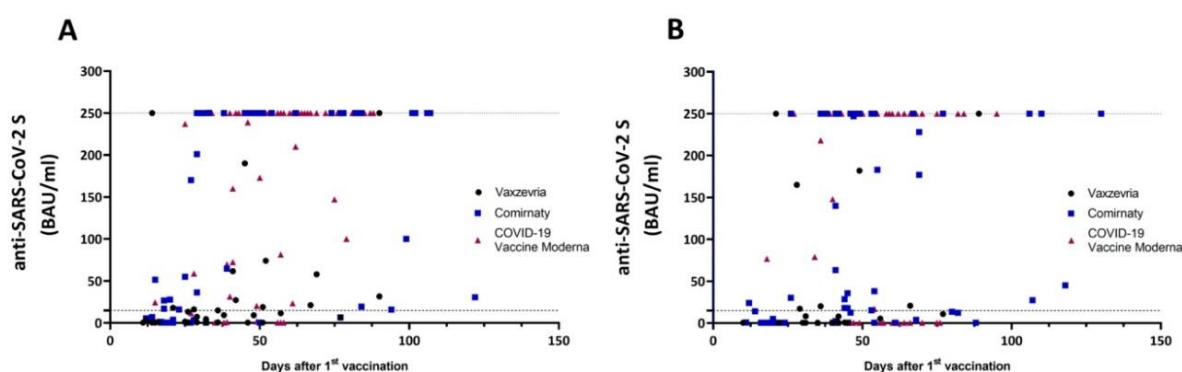 A
300
250
200
150
100
50
0
0
50
100
150
anti-SARS-CoV-2 S
(BAU/ml)
Days after 1st vaccination
Vaxzevria
Comirnaty
COVID-19
Vaccine Moderna
B
300
250
200
150
100
50
0
0
50
100
150
anti-SARS-CoV-2 S
(BAU/ml)
Days after 1st vaccination
Vaxzevria
Comirnaty
COVID-19
Vaccine Moderna